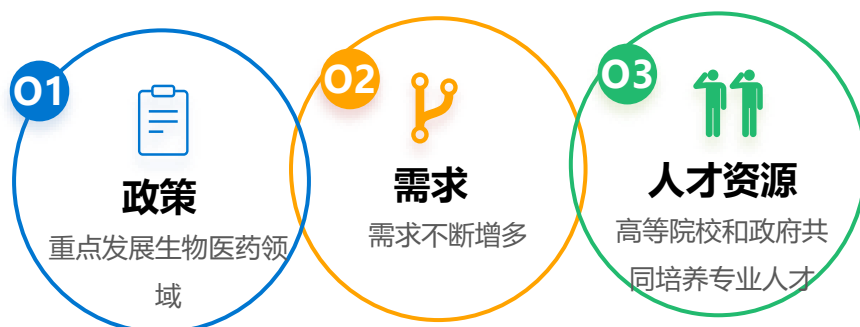 01
政策
重点发展生物医药领
域
02
需求
需求不断增多
03
人才资源
高等院校和政府共
同培养专业人才